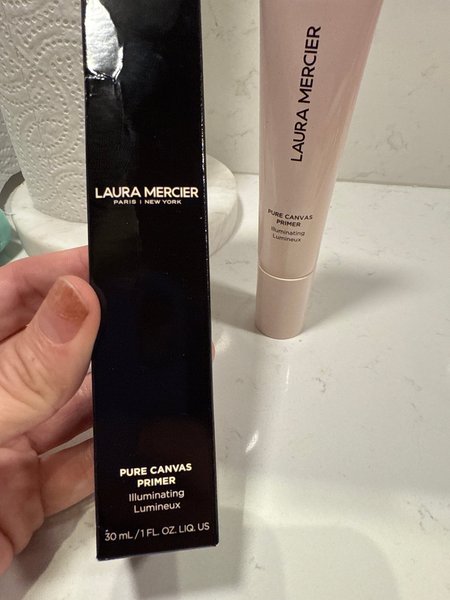 LAURA MERCIER
PARIS | NEW YORK
PURE CANVAS
PRIMER
Illuminating
Lumineux
30 mL / 1 FL. OZ. LIQ. US
LAURA MERCIER
PURE CANVAS
PRIMER
Illuminating
Lumineux